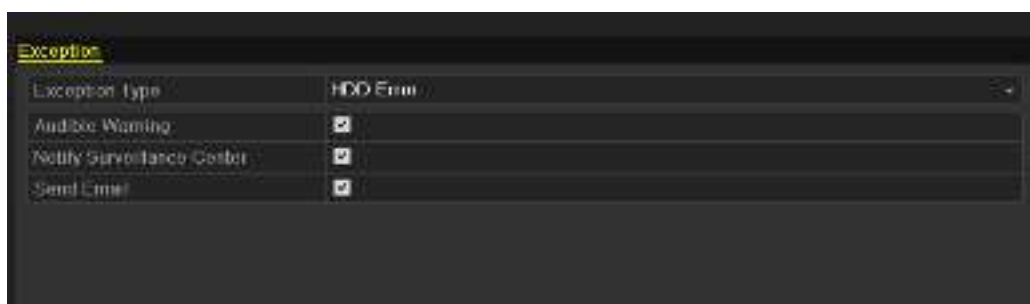 Exception
Exception Type
HDD Error
Audible Warning
Notify Surveillance Center
Send Email